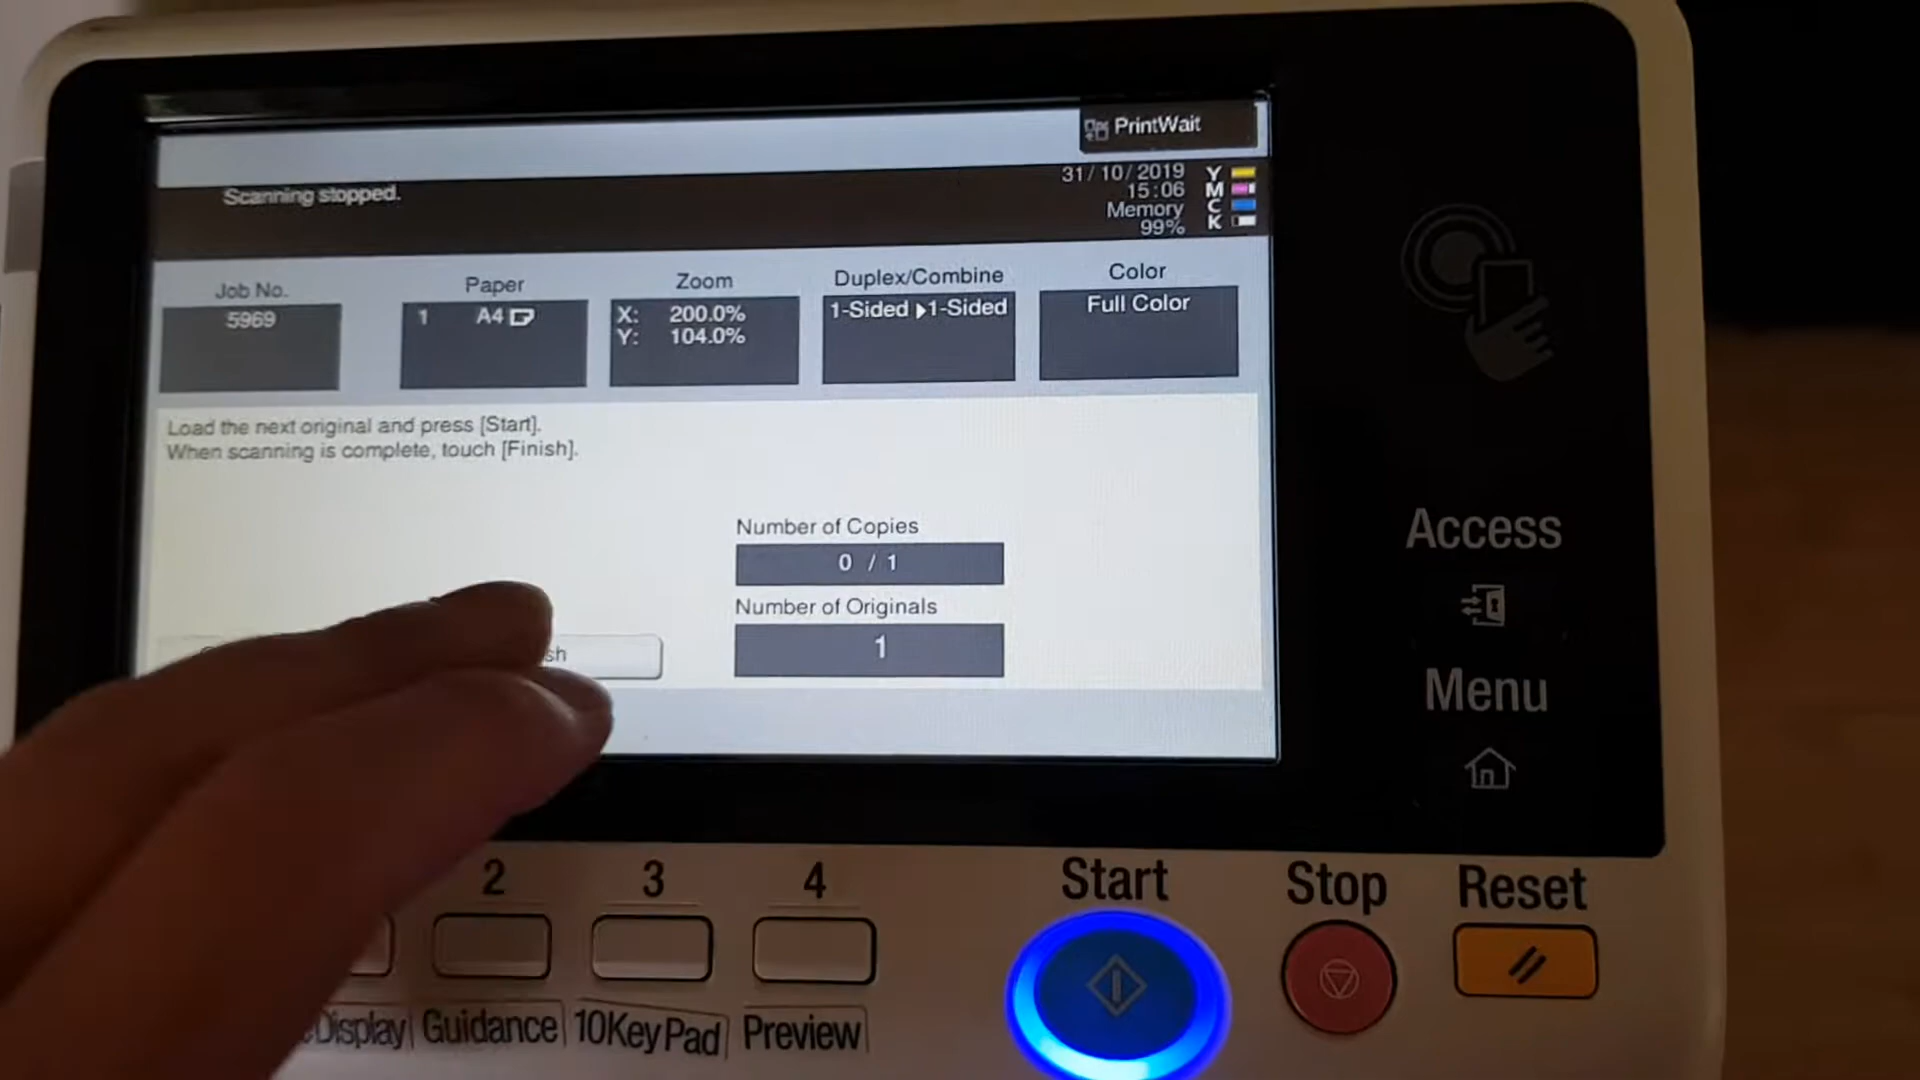 PrintWait
Scanning stopped.
31/10/2019
15:06
Memory
99%
Y
M
C
K
Job No.
5969
Paper
1 A4
Zoom
X: 200.0%
Y: 104.0%
Duplex/Combine
1-Sided ▶1-Sided
Color
Full Color
Load the next original and press [Start].
When scanning is complete, touch [Finish].
Number of Copies
0 / 1
Number of Originals
1
sh
Access
Menu
2
3
4
Start
Stop
Reset
Display
Guidance
10KeyPad
Preview